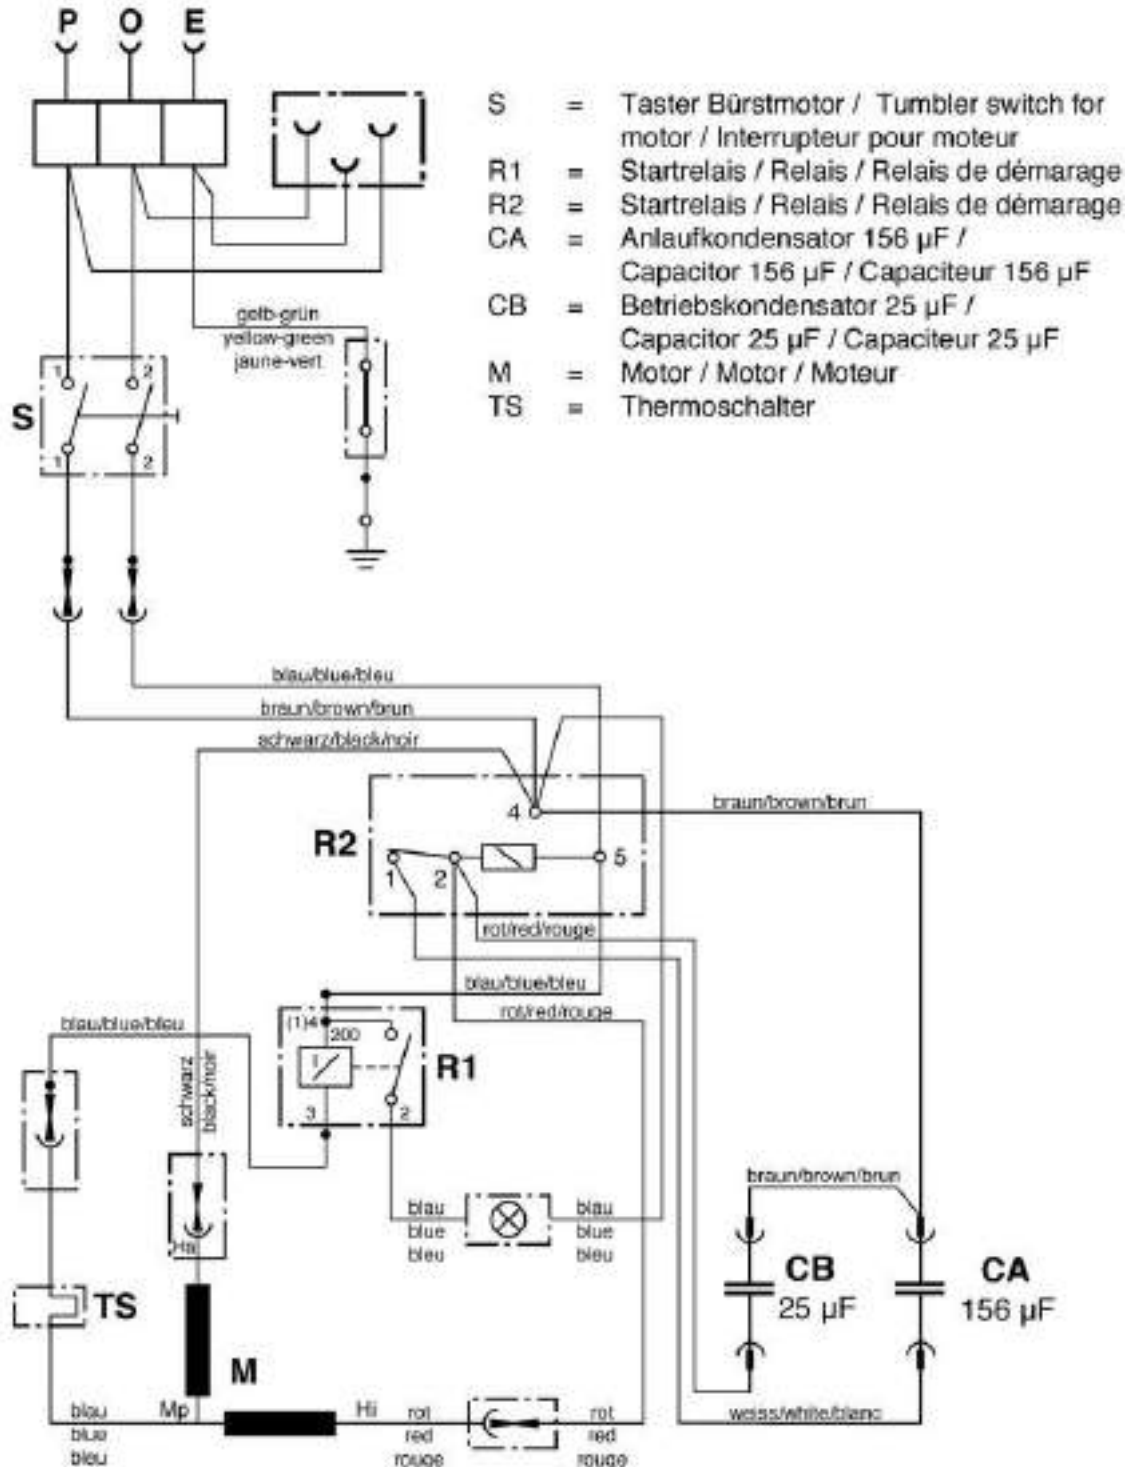 P O E
S = Taster Bürstmotor / Tumbler switch for
motor / Interrupteur pour moteur
R1 = Startrelais / Relais / Relais de démarage
R2 = Startrelais / Relais / Relais de démarage
CA = Anlaufkondensator 156 µF /
Capacitor 156 µF / Capaciteur 156 µF
CB = Betriebskondensator 25 µF /
Capacitor 25 µF / Capaciteur 25 µF
M = Motor / Motor / Moteur
TS = Thermoschalter
gelb-grün
yellow-green
jaune-vert
1 2
S
1 2
blau/blue/bleu
braun/brown/brun
schwarz/black/noir
braun/brown/brun
4
R2
5
1 2
rot/red/rouge
blau/blue/bleu
rot/red/rouge
blau/blue/bleu
(1)4
200
I
R1
3 2
schwarz
black/noir
braun/brown/brun
blau
blue
bleu
blau
blue
bleu
Ha
CB
25 µF
CA
156 µF
TS
M
Mp
Hi
blau
blue
bleu
rot
red
rouge
rot
red
rouge
weiss/white/blanc